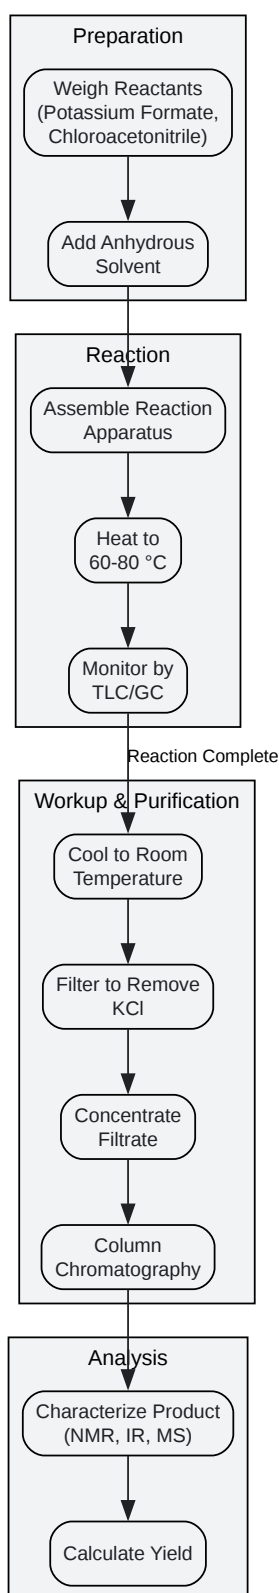 Preparation
Weigh Reactants
(Potassium Formate,
Chloroacetonitrile)
Add Anhydrous
Solvent
Reaction
Assemble Reaction
Apparatus
Heat to
60-80 °C
Monitor by
TLC/GC
Reaction Complete
Workup & Purification
Cool to Room
Temperature
Filter to Remove
KCl
Concentrate
Filtrate
Column
Chromatography
Analysis
Characterize Product
(NMR, IR, MS)
Calculate Yield